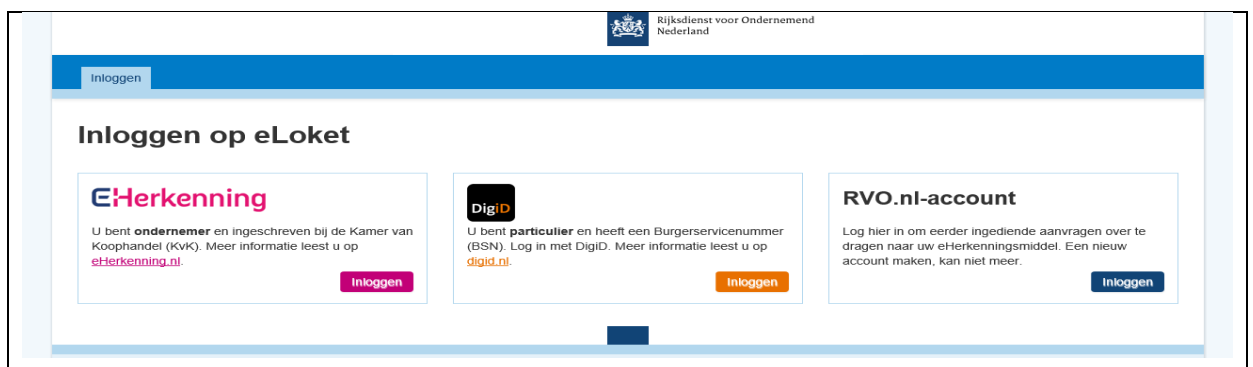 Rijksdienst voor Ondernemend
Nederland
Inloggen
Inloggen op eLoket
eHerkenning
U bent ondernemer en ingeschreven bij de Kamer van
Koophandel (KvK). Meer informatie leest u op
eHerkenning.nl.
Inloggen
DigiD
U bent particulier en heeft een Burgerservicenummer
(BSN). Log in met DigiD. Meer informatie leest u op
digid.nl.
Inloggen
RVO.nl-account
Log hier in om eerder ingediende aanvragen over te
dragen naar uw eHerkenningsmiddel. Een nieuw
account maken, kan niet meer.
Inloggen